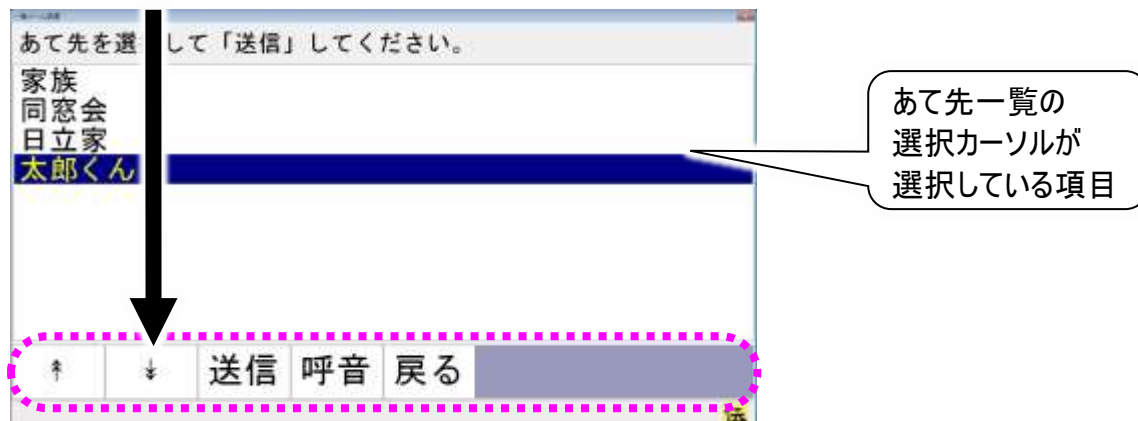 あて先を選 して「送信」してください。
家族
同窓会
日立家
太郎くん
あて先一覧の
選択カーソルが
選択している項目
↟ ↡ 送信 呼音 戻る